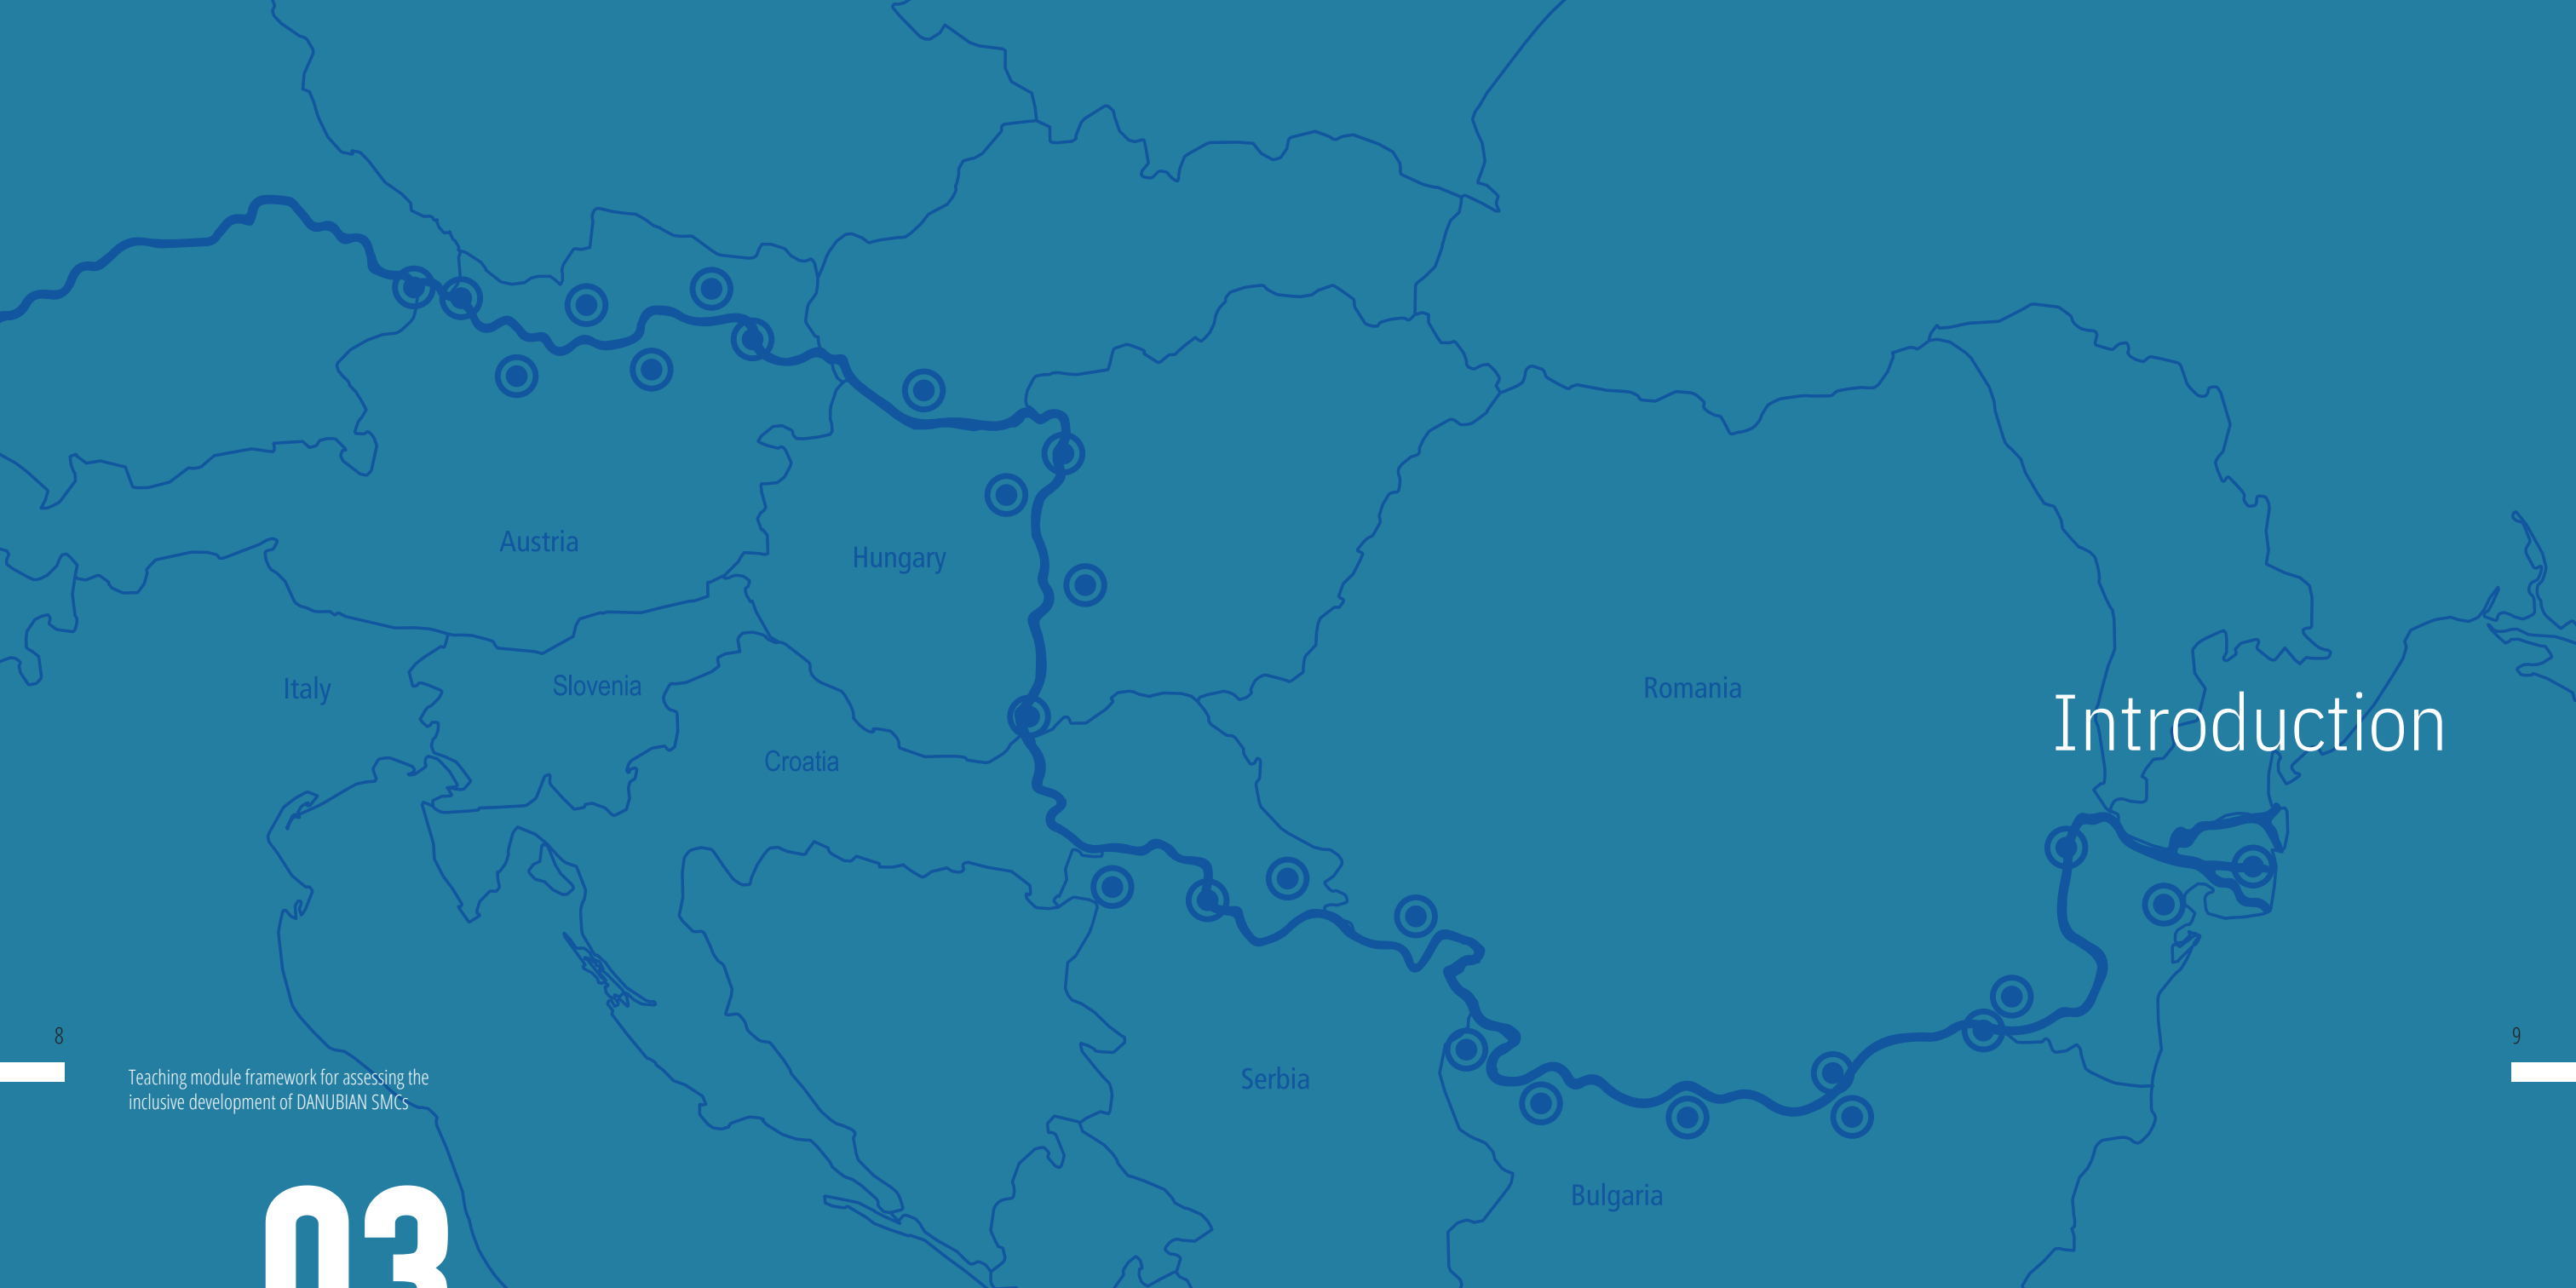 Austria
Hungary
Italy
Slovenia
Romania
Introduction
Croatia
8
9
Teaching module framework for assessing the
inclusive development of DANUBIAN SMCs
Serbia
Bulgaria
03